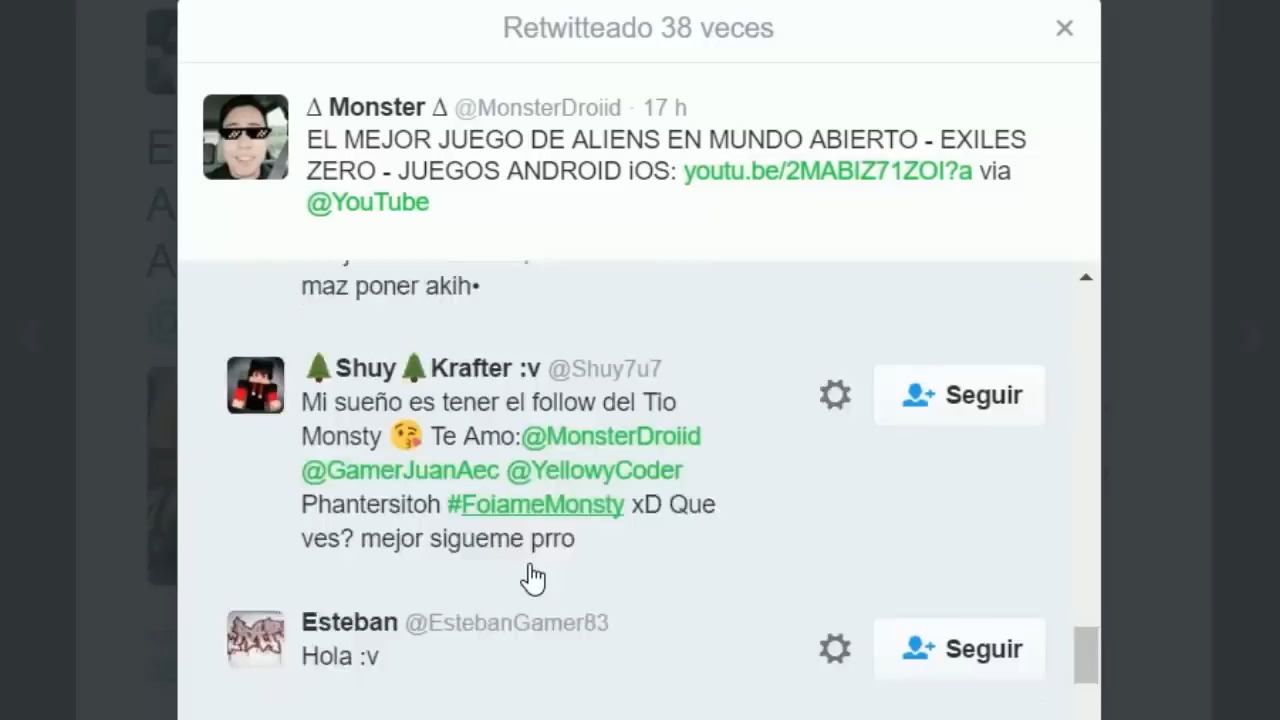 Retwitteado 38 veces
Δ Monster Δ @MonsterDroiid · 17 h
EL MEJOR JUEGO DE ALIENS EN MUNDO ABIERTO - EXILES
ZERO - JUEGOS ANDROID iOS: youtu.be/2MABIZ71ZOI?a via
@YouTube
maz poner akih•
🌲Shuy🌲Krafter :v @Shuy7u7
Mi sueño es tener el follow del Tio
Monsty 😘 Te Amo:@MonsterDroiid
@GamerJuanAec @YellowyCoder
Phantersitoh #FoiameMonsty xD Que
ves? mejor sigueme prro
Seguir
Esteban @EstebanGamer83
Hola :v
Seguir